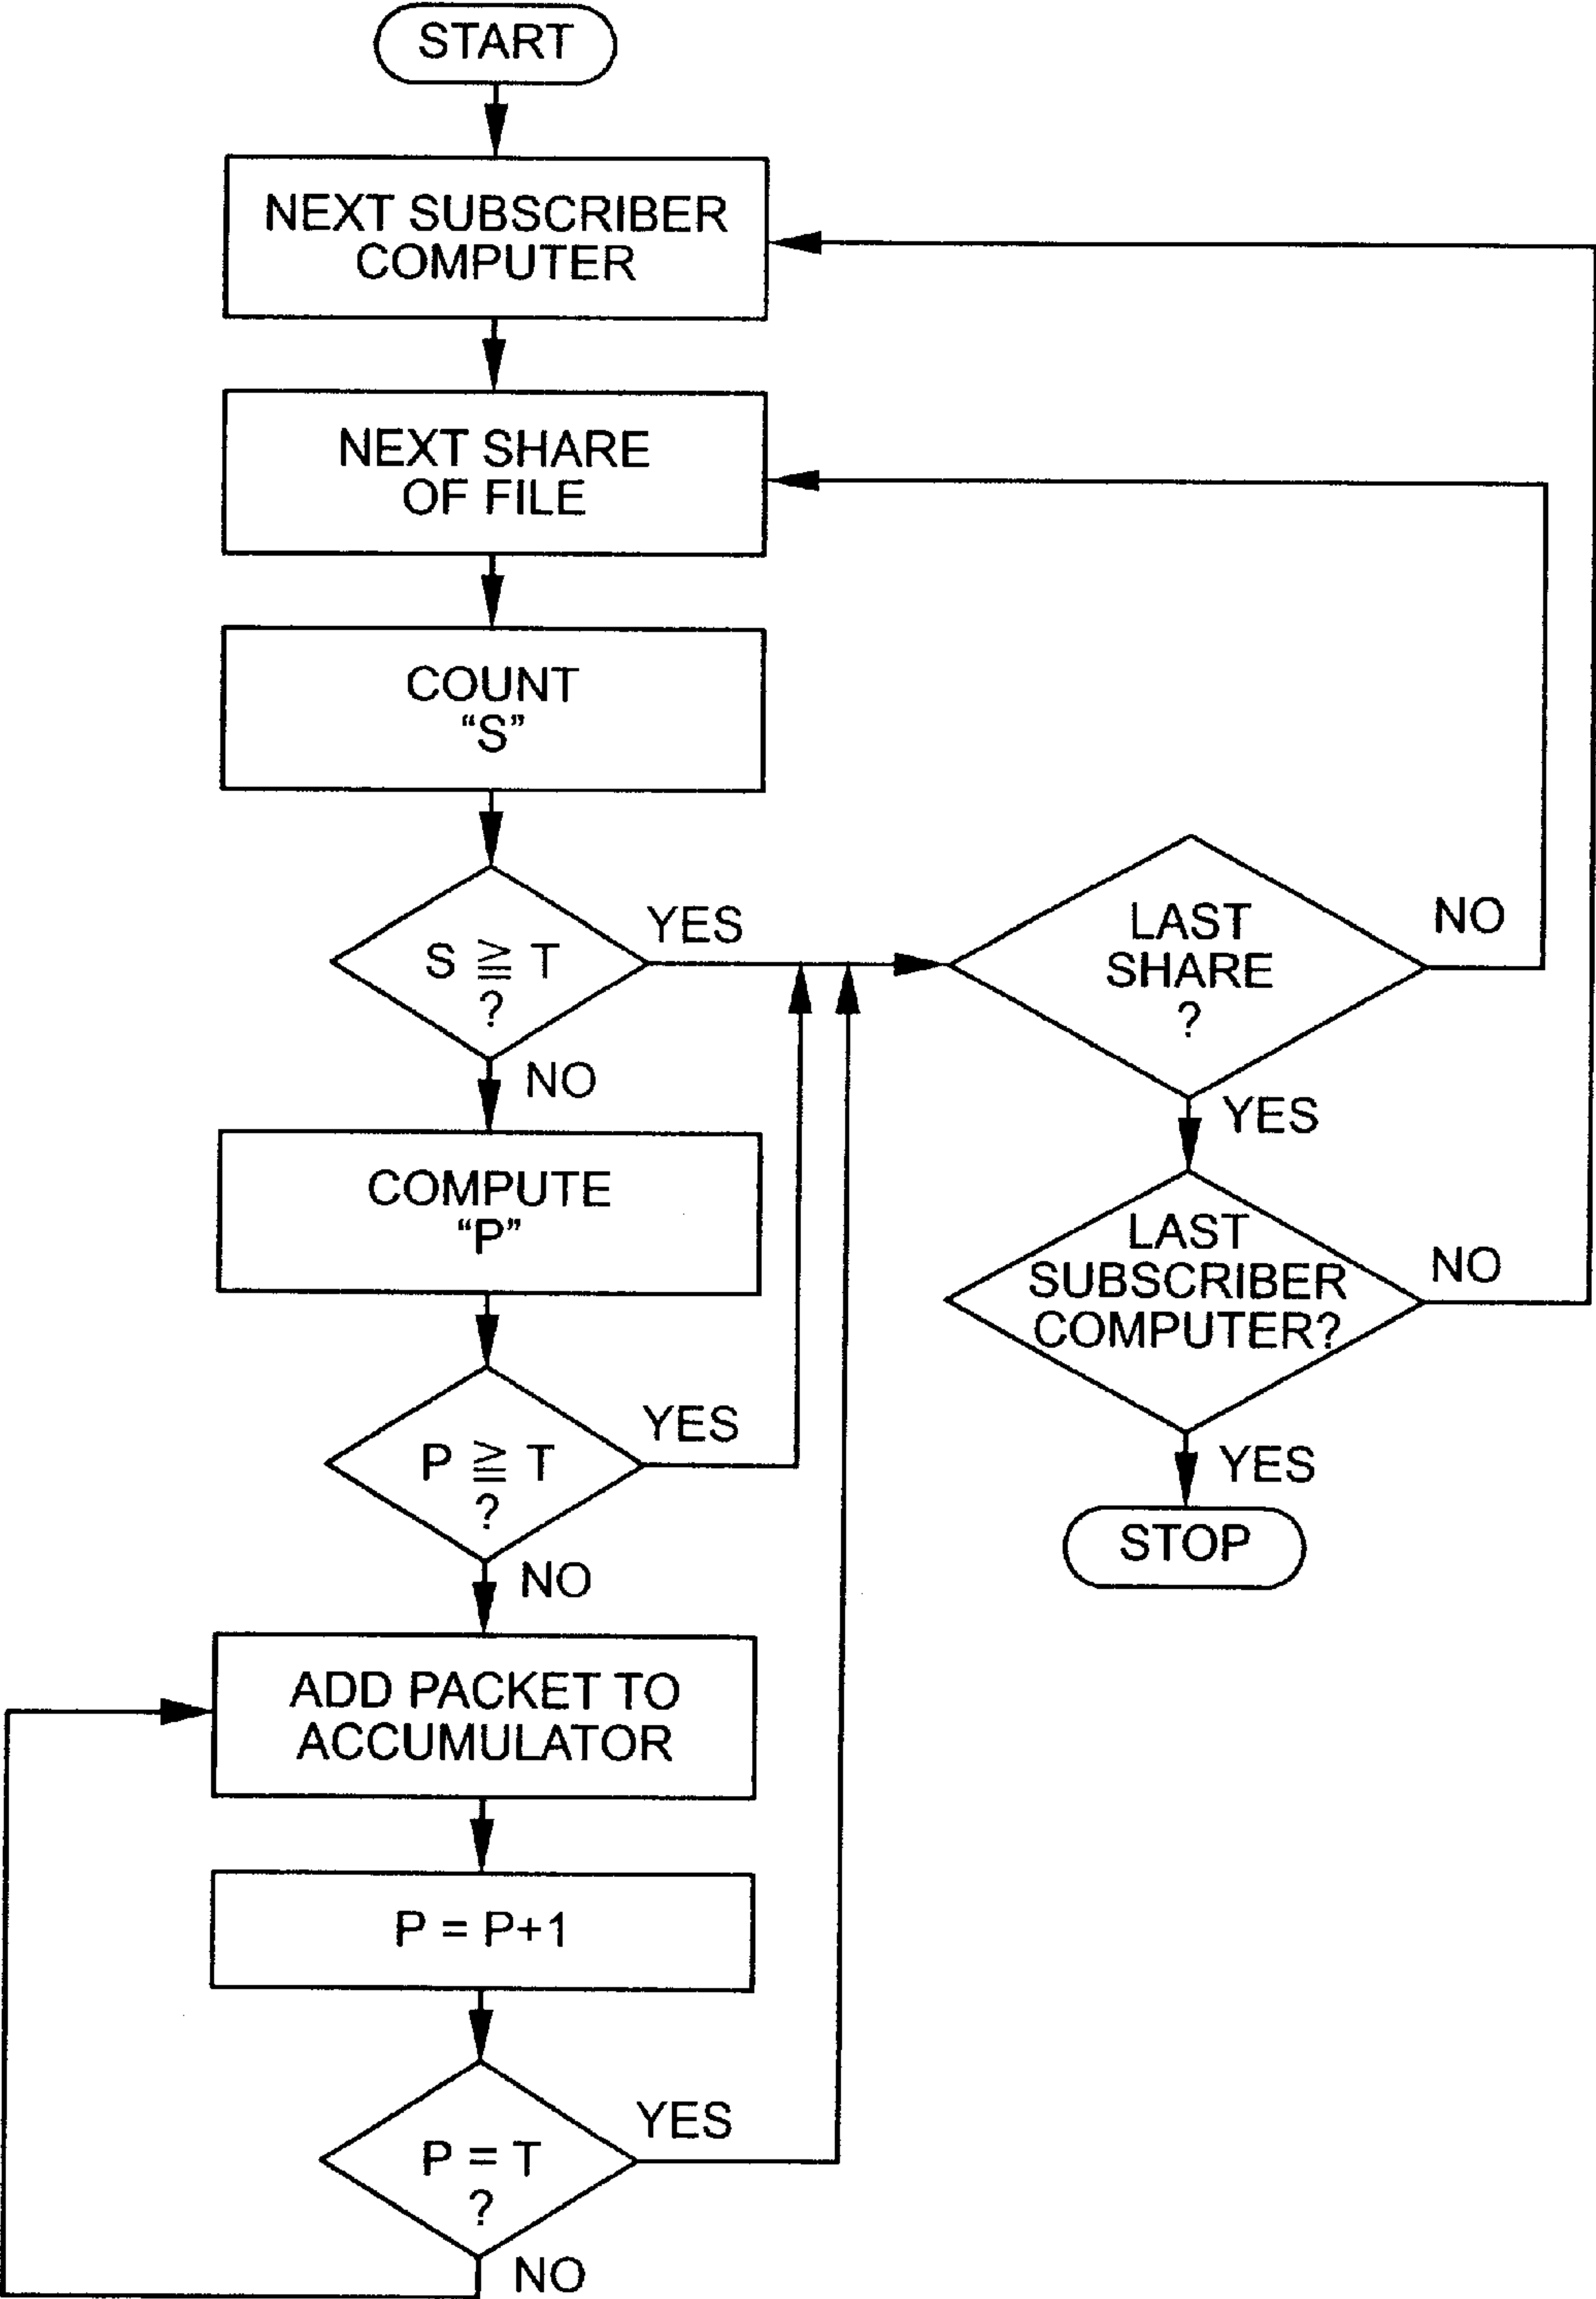 START
NEXT SUBSCRIBER
COMPUTER
NEXT SHARE
OF FILE
COUNT
“S”
S ≧ T
?
YES
NO
LAST
SHARE
?
NO
YES
COMPUTE
“P”
LAST
SUBSCRIBER
COMPUTER?
NO
YES
STOP
P ≧ T
?
YES
NO
ADD PACKET TO
ACCUMULATOR
P = P+1
P = T
?
YES
NO